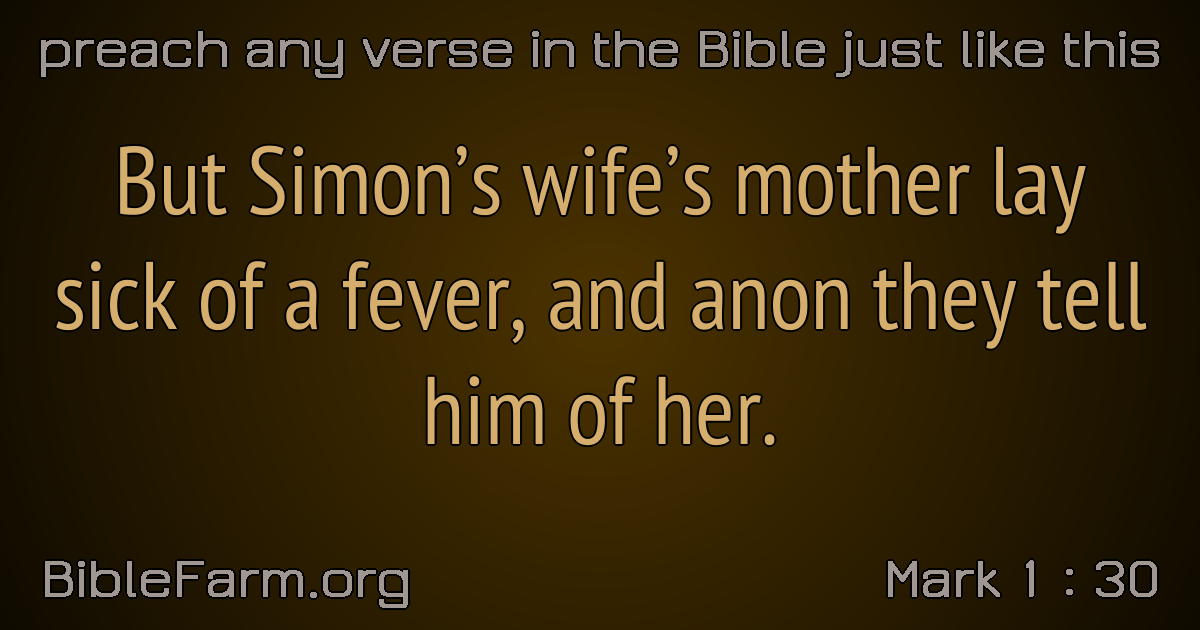 preach any verse in the Bible just like this
But Simon’s wife’s mother lay
sick of a fever, and anon they tell
him of her.
BibleFarm.org
Mark 1 : 30